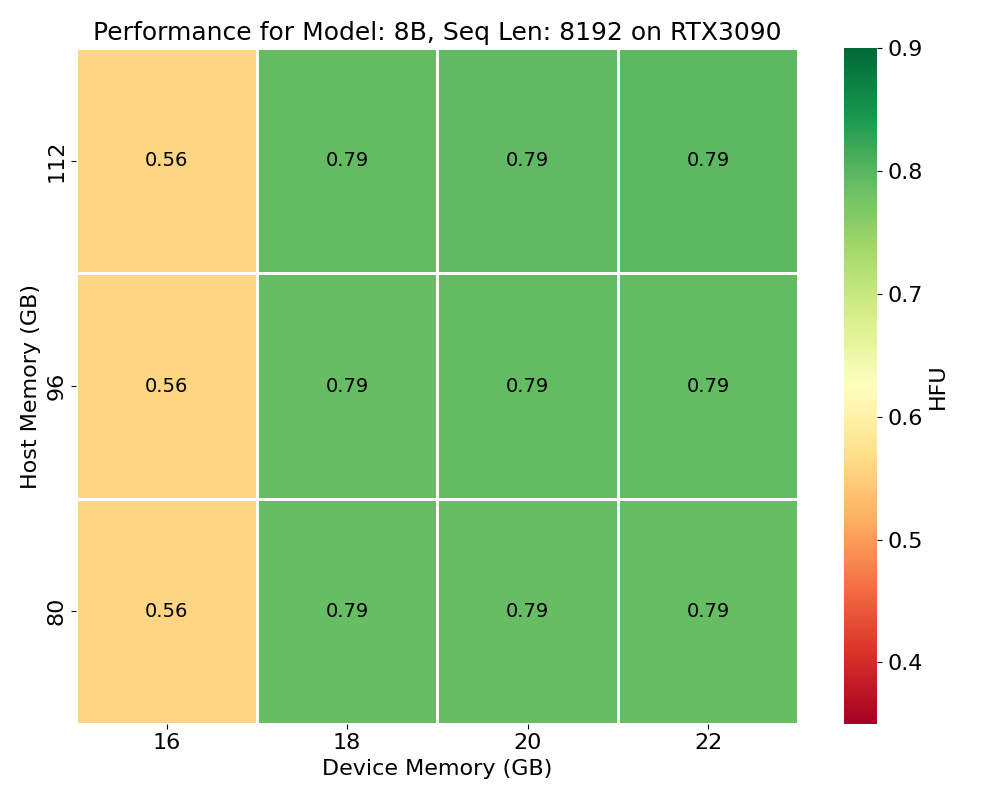 Performance for Model: 8B, Seq Len: 8192 on RTX3090
112
0.56 0.79 0.79 0.79
96
0.56 0.79 0.79 0.79
80
0.56 0.79 0.79 0.79
Host Memory (GB)
16 18 20 22
Device Memory (GB)
0.9
0.8
0.7
0.6
0.5
0.4
HFU